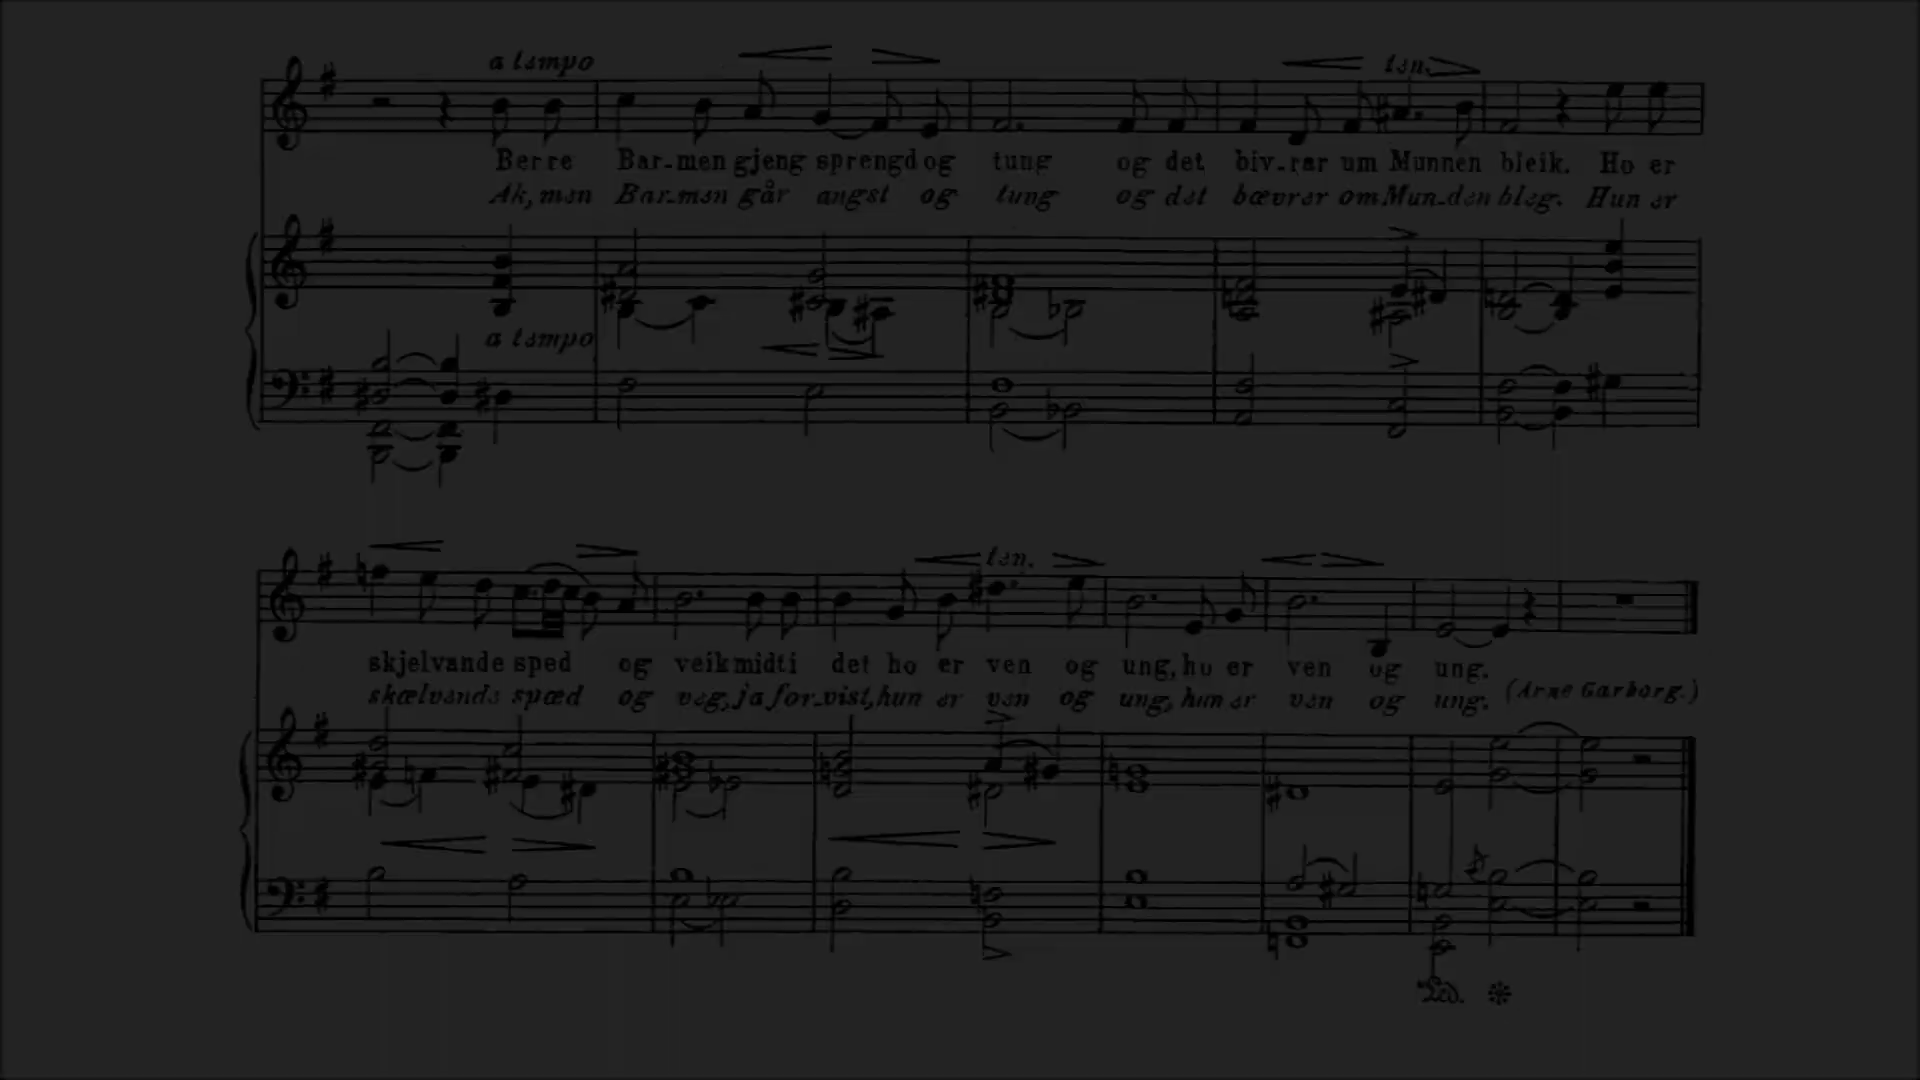 a tempo
ten.
Berre Bar-men gjeng sprengd og tung og det biv-rar um Munnen bleik. Ho er
Ak, men Bar-men går angst og tung og det bævrer om Mun-den bleg. Hun er
a tempo
ten.
skjelvande sped og veik midt i det ho er ven og ung, ho er ven og ung.
skælvende spæd og veg, ja for-vist, hun er ven og ung, hun er ven og ung.
(Arne Garborg.)
Ped.